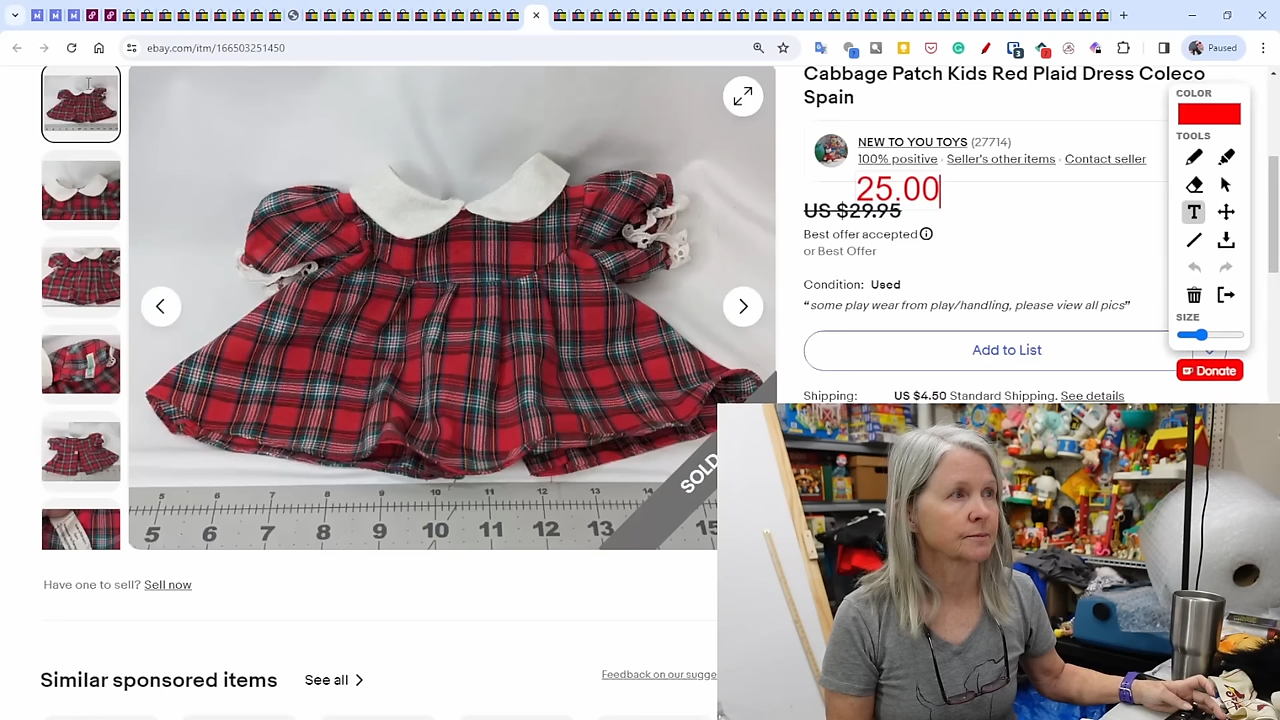 ebay.com/itm/166503251450
Paused
Cabbage Patch Kids Red Plaid Dress Coleco
Spain
NEW TO YOU TOYS (27714)
100% positive · Seller's other items · Contact seller
25.00
US $29.95
Best offer accepted
or Best Offer
Condition: Used
“some play wear from play/handling, please view all pics”
Add to List
Shipping: US $4.50 Standard Shipping. See details
COLOR
TOOLS
T
SIZE
Donate
SOLD
5 6 7 8 9 10 11 12 13 15
Have one to sell? Sell now
Similar sponsored items See all
Feedback on our sugge